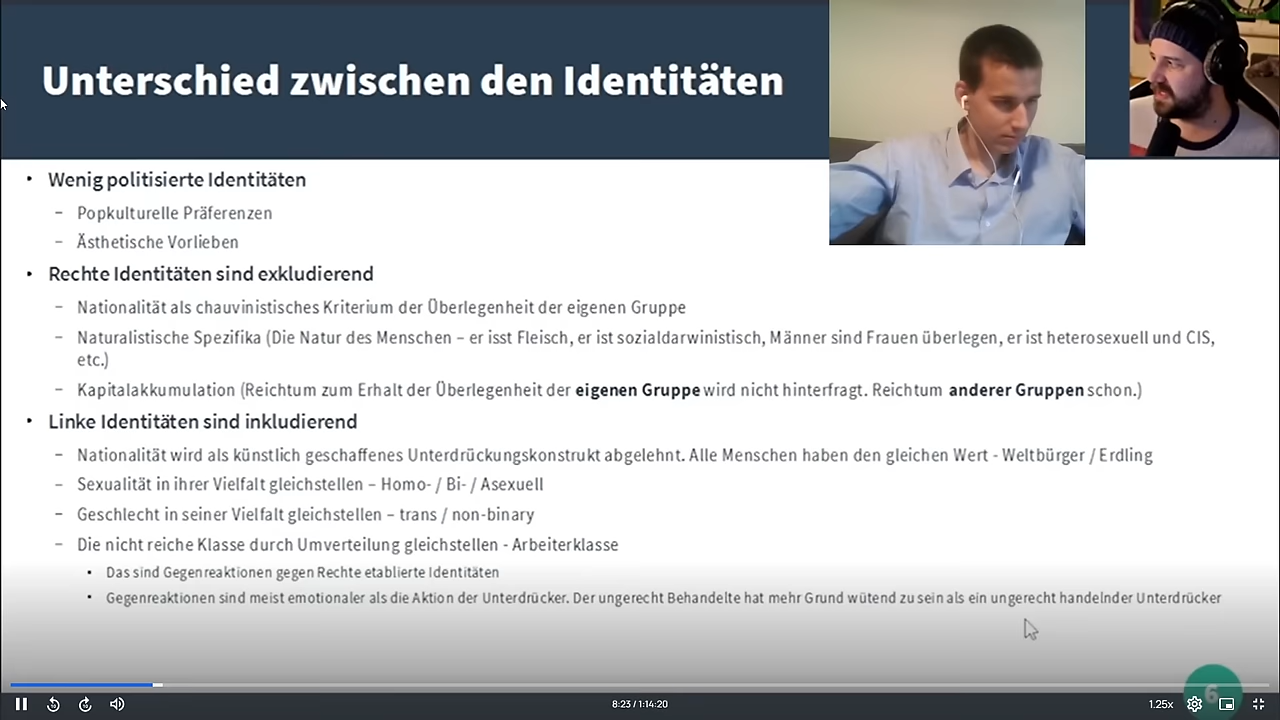 Unterschied zwischen den Identitäten
• Wenig politisierte Identitäten
– Popkulturelle Präferenzen
– Ästhetische Vorlieben
• Rechte Identitäten sind exkludierend
– Nationalität als chauvinistisches Kriterium der Überlegenheit der eigenen Gruppe
– Naturalistische Spezifika (Die Natur des Menschen – er isst Fleisch, er ist sozialdarwinistisch, Männer sind Frauen überlegen, er ist heterosexuell und CIS,
etc.)
– Kapitalakkumulation (Reichtum zum Erhalt der Überlegenheit der eigenen Gruppe wird nicht hinterfragt. Reichtum anderer Gruppen schon.)
• Linke Identitäten sind inkludierend
– Nationalität wird als künstlich geschaffenes Unterdrückungskonstrukt abgelehnt. Alle Menschen haben den gleichen Wert - Weltbürger / Erdling
– Sexualität in ihrer Vielfalt gleichstellen – Homo- / Bi- / Asexuell
– Geschlecht in seiner Vielfalt gleichstellen – trans / non-binary
– Die nicht reiche Klasse durch Umverteilung gleichstellen - Arbeiterklasse
• Das sind Gegenreaktionen gegen Rechte etablierte Identitäten
• Gegenreaktionen sind meist emotionaler als die Aktion der Unterdrücker. Der ungerecht Behandelte hat mehr Grund wütend zu sein als ein ungerecht handelnder Unterdrücker
6
8:23 / 1:14:20
1.25x